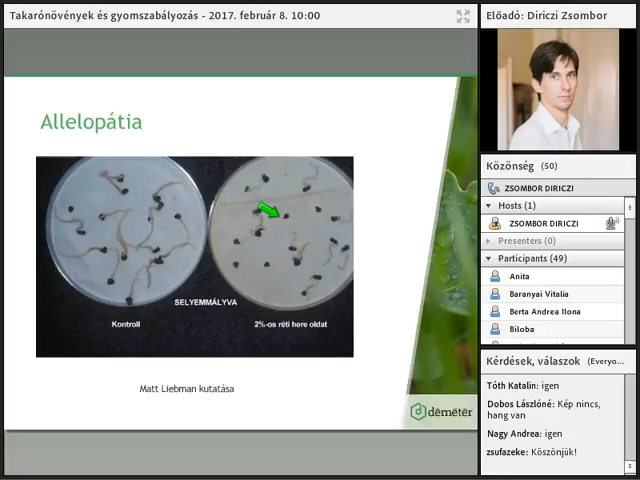 Takarónövények és gyomszabályozás - 2017. február 8. 10:00
Allelopátia
SELYEMMÁLYVA
Kontroll
2%-os réti here oldat
Matt Liebman kutatása
démétér
Előadó: Diriczi Zsombor
Közönség (50)
ZSOMBOR DIRICZI
Hosts (1)
ZSOMBOR DIRICZI
Presenters (0)
Participants (49)
Anita
Baranyai Vitalia
Berta Andrea Ilona
Biloba
Kérdések, válaszok (Everyo...
Tóth Katalin: igen
Dobos Lászlóné: Kép nincs,
hang van
Nagy Andrea: igen
zsufazeke: Köszönjük!